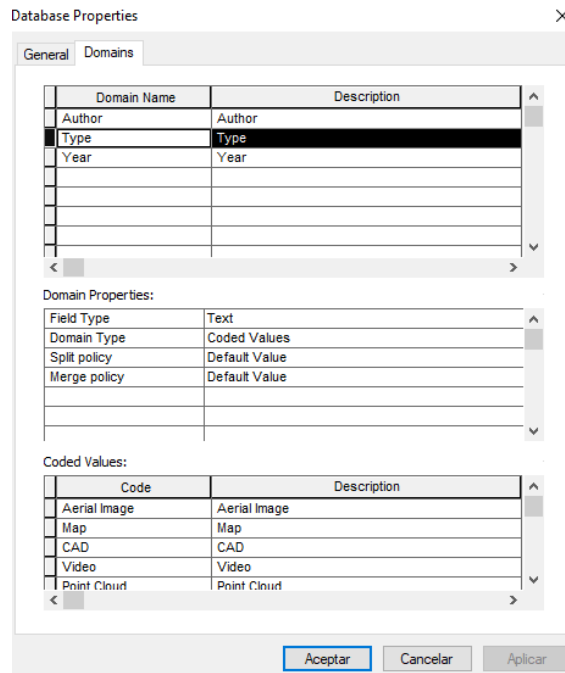 Database Properties
General Domains
Domain Name Description
Author Author
Type Type
Year Year
Domain Properties:
Field Type Text
Domain Type Coded Values
Split policy Default Value
Merge policy Default Value
Coded Values:
Code Description
Aerial Image Aerial Image
Map Map
CAD CAD
Video Video
Point Cloud Point Cloud
Aceptar Cancelar Aplicar